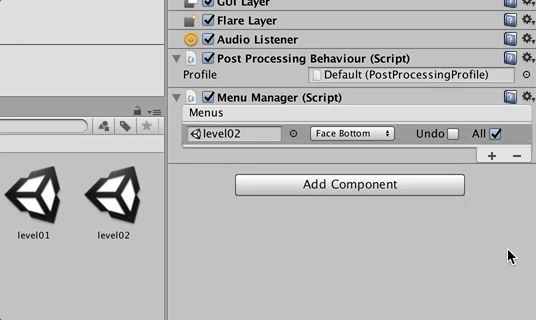 GUI Layer
Flare Layer
Audio Listener
Post Processing Behaviour (Script)
Profile Default (PostProcessingProfile)
Menu Manager (Script)
Menus
level02 Face Bottom Undo All
Add Component
level01 level02